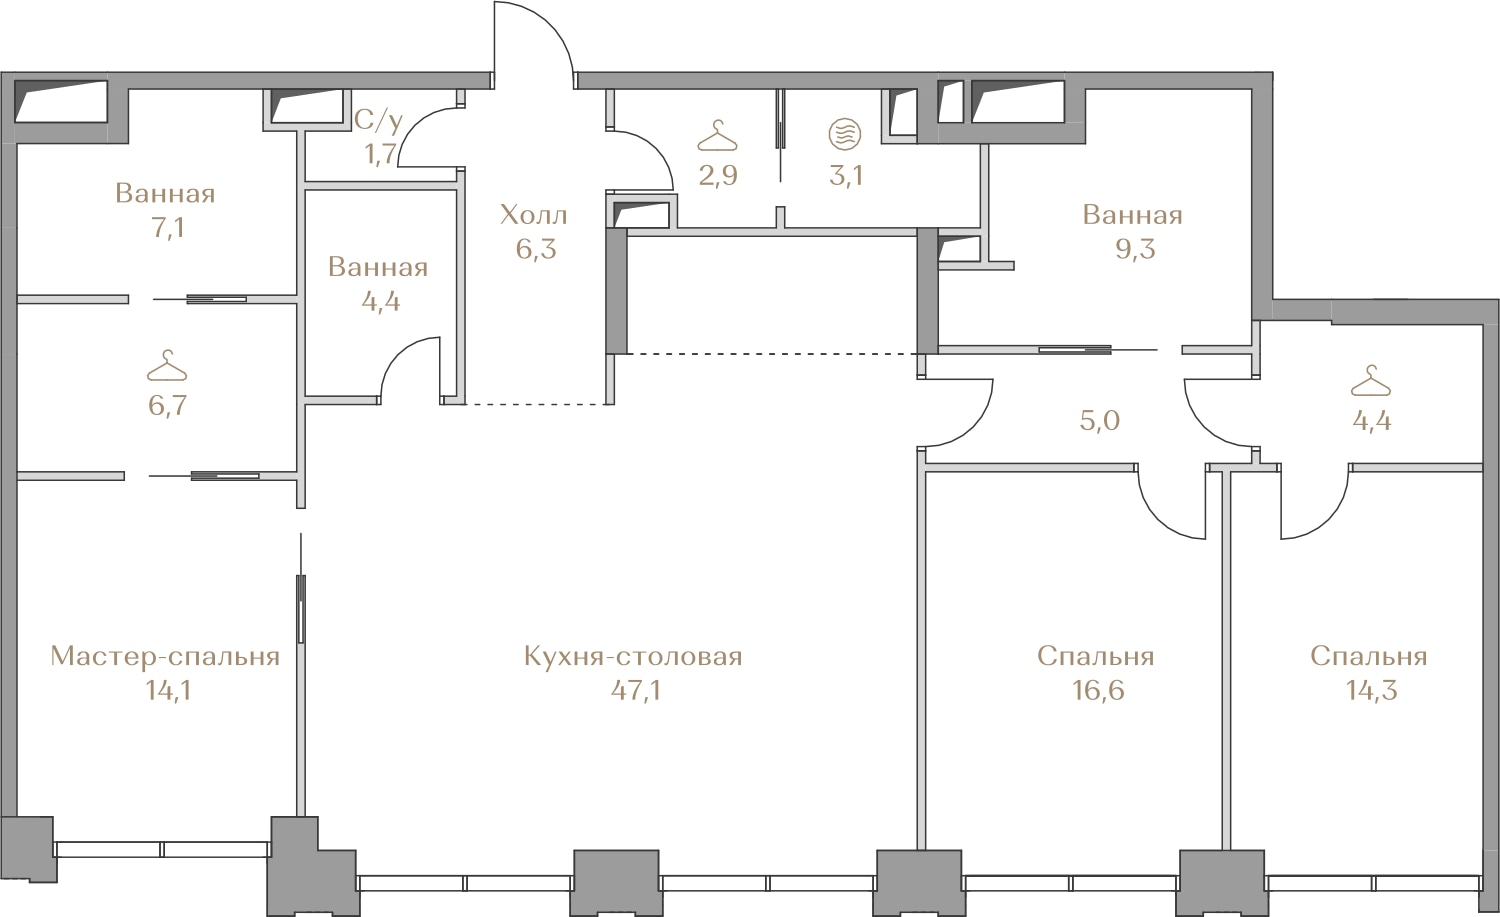 С/у
1,7
2,9
3,1
Ванная
7,1
Холл
6,3
Ванная
9,3
Ванная
4,4
6,7
5,0
4,4
Мастер-спальня
14,1
Кухня-столовая
47,1
Спальня
16,6
Спальня
14,3